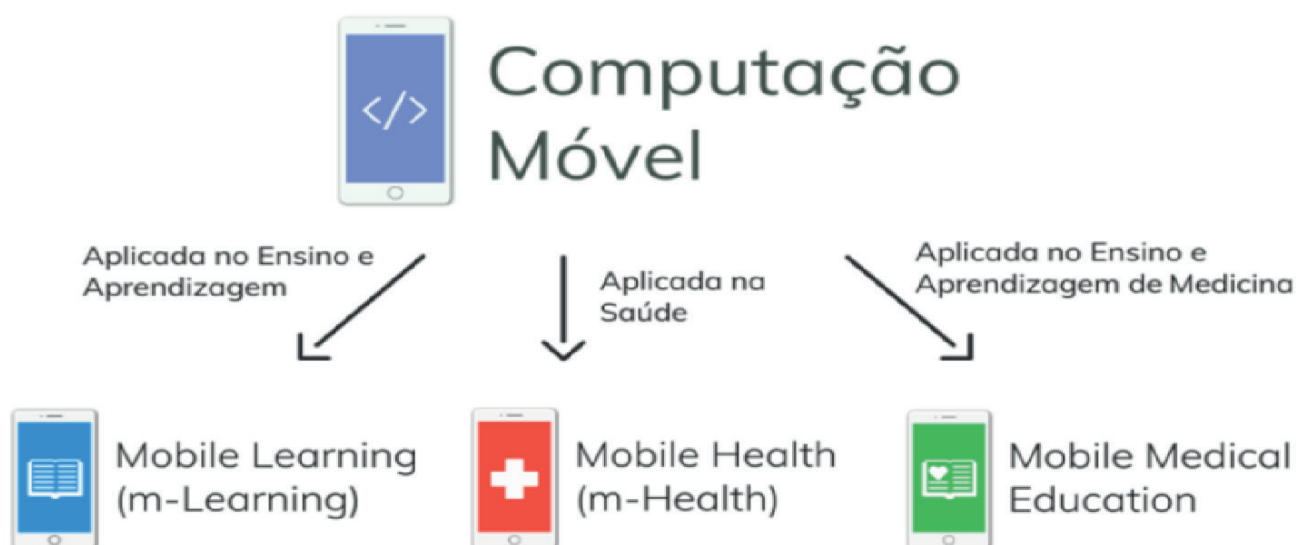 </>
Computação
Móvel
Aplicada no Ensino e
Aprendizagem
Aplicada na
Saúde
Aplicada no Ensino e
Aprendizagem de Medicina
Mobile Learning
(m-Learning)
Mobile Health
(m-Health)
Mobile Medical
Education